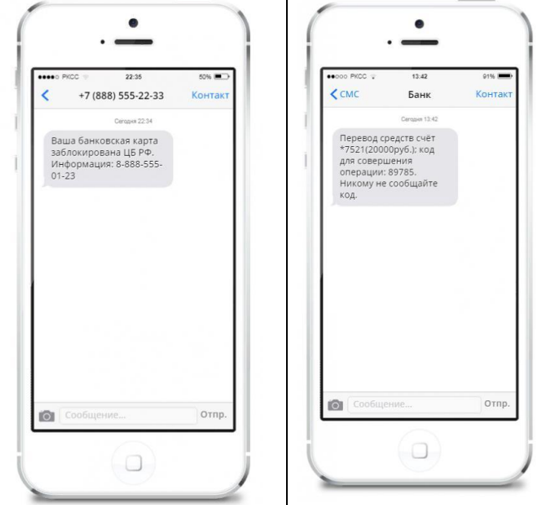 РКСС 22:35 50%
+7 (888) 555-22-33 Контакт
Сегодня 22:34
Ваша банковская карта
заблокирована ЦБ РФ.
Информация: 8-888-555-
01-23
Сообщение... Отпр.
РКСС 13:42 91%
СМС Банк Контакт
Сегодня 13:42
Перевод средств счёт
*7521(20000руб.): код
для совершения
операции: 89785.
Никому не сообщайте
код.
Сообщение... Отпр.